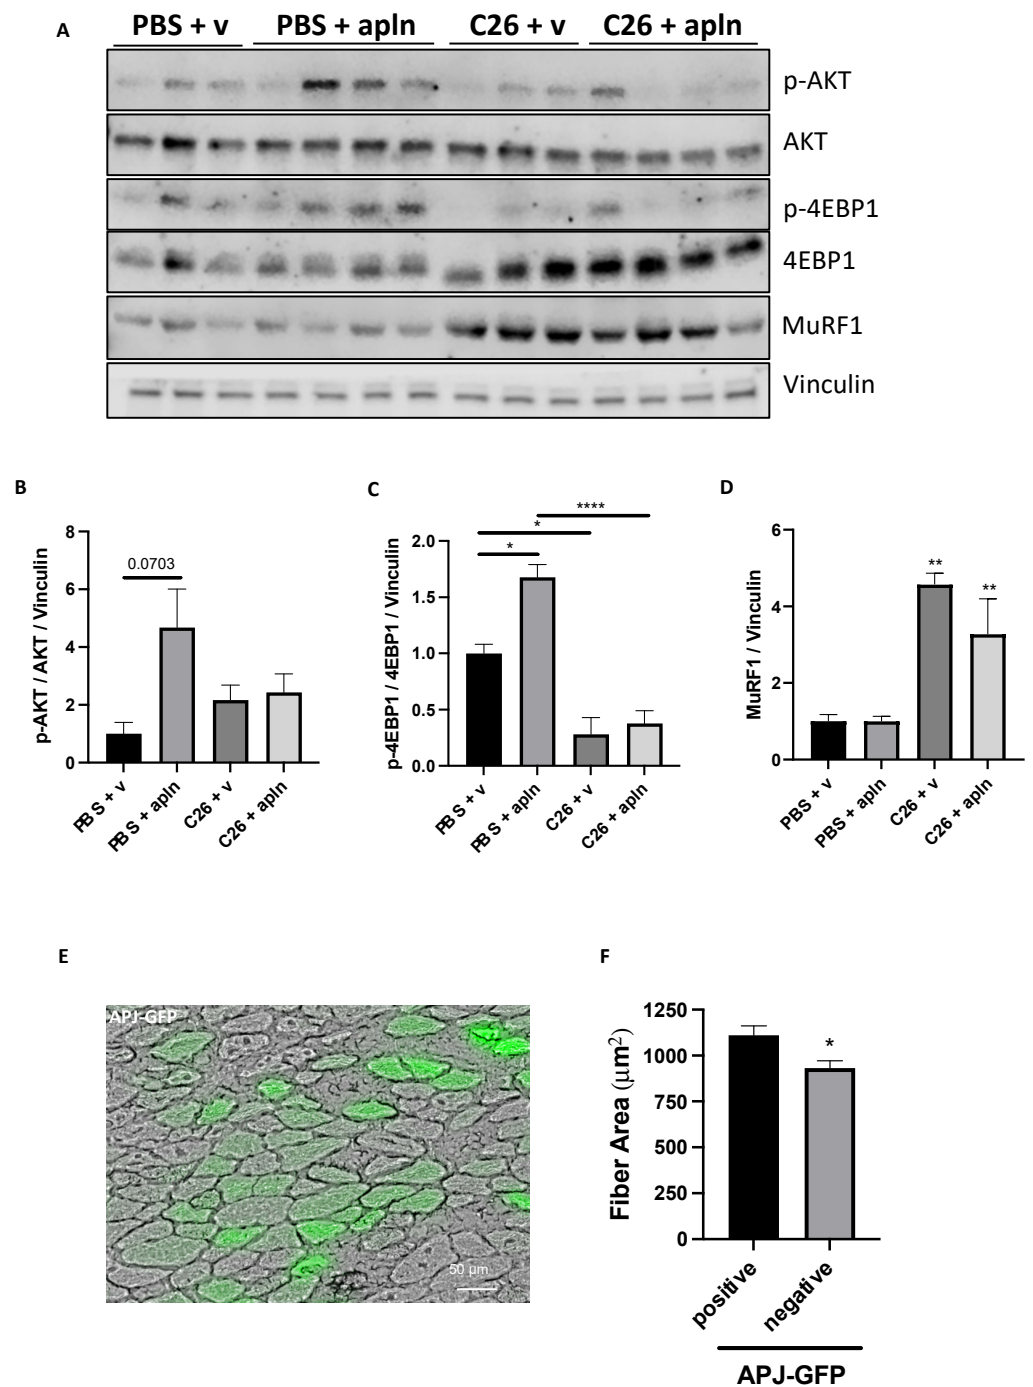 A
PBS + v PBS + apln C26 + v C26 + apln
p-AKT
AKT
p-4EBP1
4EBP1
MuRF1
Vinculin
B
p-AKT / AKT / Vinculin
8
6
4
2
0
0.0703
PBS + v
PBS + apln
C26 + v
C26 + apln
C
p-4EBP1 / 4EBP1 / Vinculin
2.0
1.5
1.0
0.5
0.0
****
*
*
PBS + v
PBS + apln
C26 + v
C26 + apln
D
MuRF1 / Vinculin
6
4
2
0
**
**
PBS + v
PBS + apln
C26 + v
C26 + apln
E
APJ-GFP
50 µm
F
Fiber Area (µm²)
1250
1000
750
500
250
0
*
positive
negative
APJ-GFP